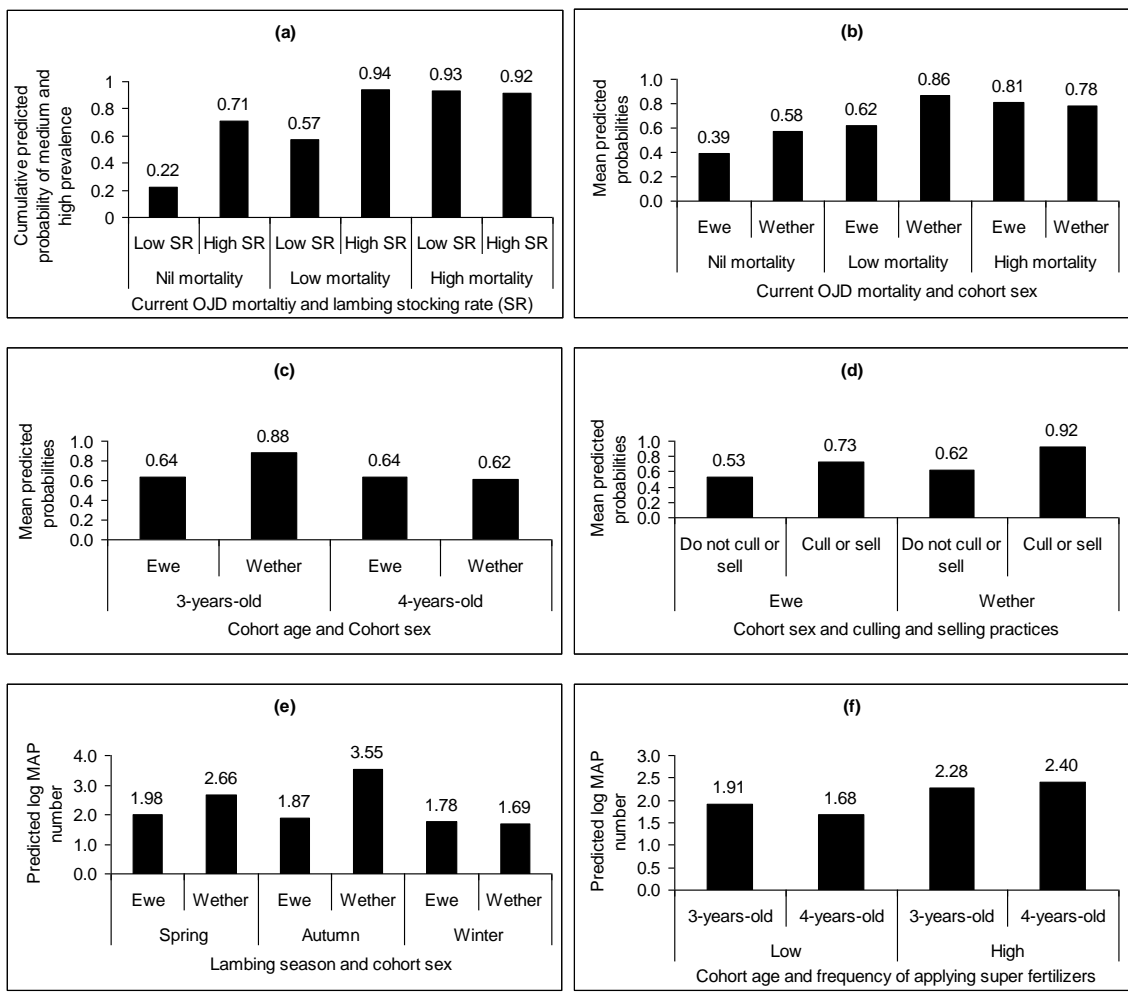 (a)
Cumulative predicted
probability of medium and
high prevalence
1
0.8
0.6
0.4
0.2
0
0.22
0.71
0.57
0.94
0.93
0.92
Low SR High SR Low SR High SR Low SR High SR
Nil mortality Low mortality High mortality
Current OJD mortaltiy and lambing stocking rate (SR)
(b)
Mean predicted
probabilities
1.0
0.8
0.6
0.4
0.2
0.0
0.39
0.58
0.62
0.86
0.81
0.78
Ewe Wether Ewe Wether Ewe Wether
Nil mortality Low mortality High mortality
Current OJD mortality and cohort sex
(c)
Mean predicted
probabilities
1.0
0.8
0.6
0.4
0.2
0.0
0.64
0.88
0.64
0.62
Ewe Wether Ewe Wether
3-years-old 4-years-old
Cohort age and Cohort sex
(d)
Mean predicted
probabilities
1.0
0.8
0.6
0.4
0.2
0.0
0.53
0.73
0.62
0.92
Do not cull or Cull or sell Do not cull or Cull or sell
sell sell
Ewe Wether
Cohort sex and culling and selling practices
(e)
Predicted log MAP
number
4.0
3.0
2.0
1.0
0.0
1.98
2.66
1.87
3.55
1.78
1.69
Ewe Wether Ewe Wether Ewe Wether
Spring Autumn Winter
Lambing season and cohort sex
(f)
Predicted log MAP
number
3.0
2.5
2.0
1.5
1.0
0.5
0.0
1.91
1.68
2.28
2.40
3-years-old 4-years-old 3-years-old 4-years-old
Low High
Cohort age and frequency of applying super fertilizers